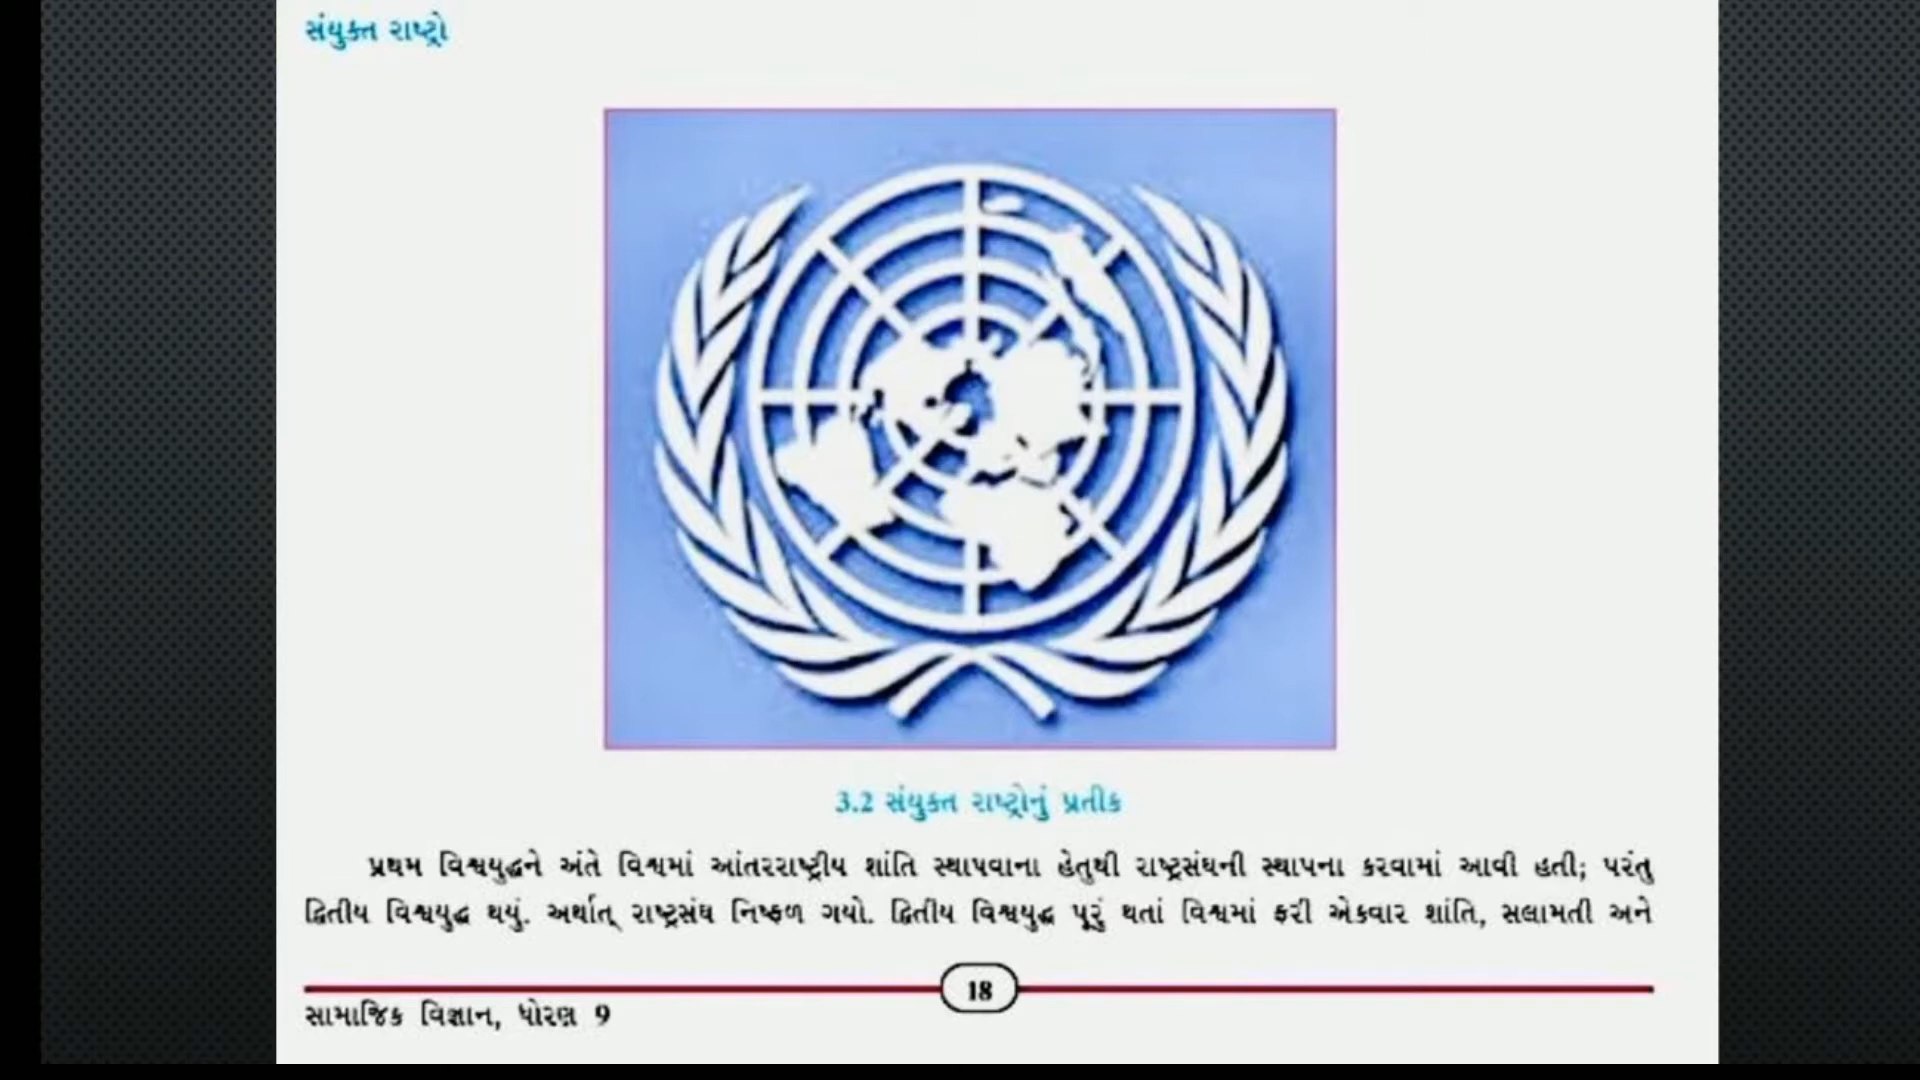 સંયુક્ત રાષ્ટ્રો
3.2 સંયુક્ત રાષ્ટ્રોનું પ્રતીક
પ્રથમ વિશ્વયુદ્ધને અંતે વિશ્વમાં આંતરરાષ્ટ્રીય શાંતિ સ્થાપવાના હેતુથી રાષ્ટ્રસંઘની સ્થાપના કરવામાં આવી હતી; પરંતુ
દ્વિતીય વિશ્વયુદ્ધ થયું. અર્થાત્ રાષ્ટ્રસંઘ નિષ્ફળ ગયો. દ્વિતીય વિશ્વયુદ્ધ પૂરું થતાં વિશ્વમાં ફરી એકવાર શાંતિ, સલામતી અને
18
સામાજિક વિજ્ઞાન, ધોરણ 9